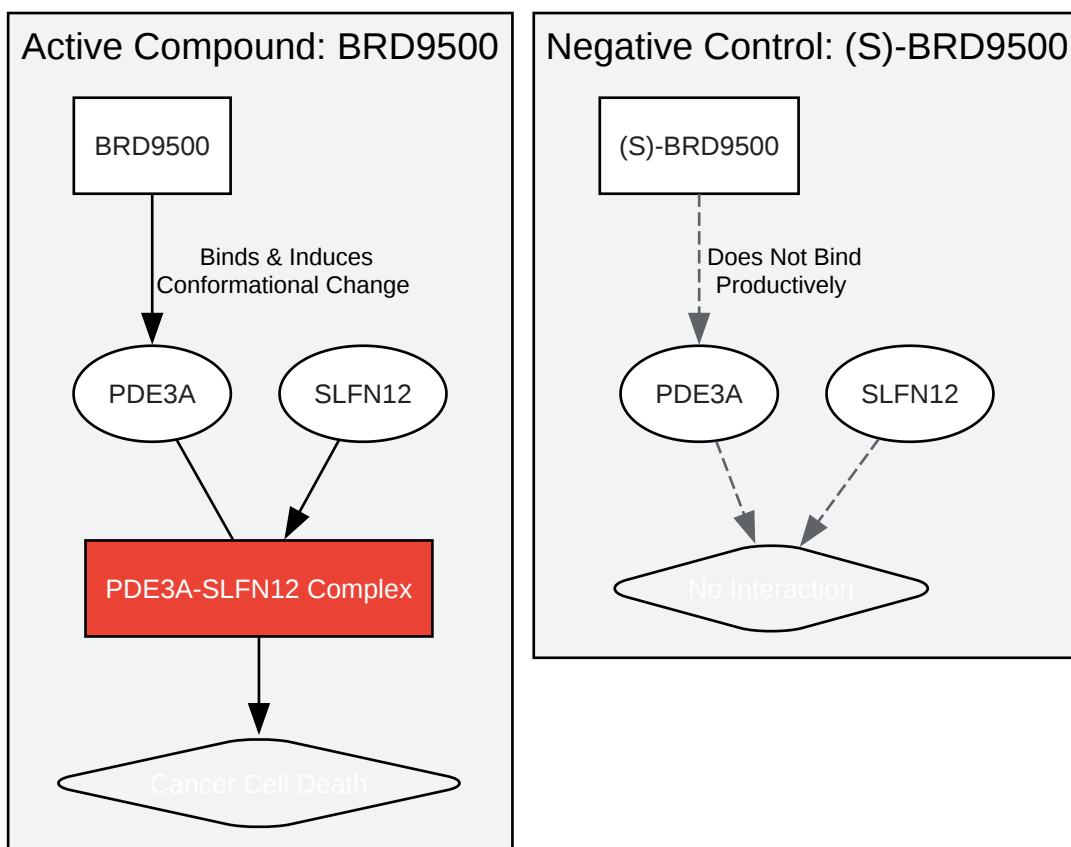 Active Compound: BRD9500
BRD9500
Binds & Induces
Conformational Change
PDE3A
SLFN12
PDE3A-SLFN12 Complex
Cancer Cell Death
Negative Control: (S)-BRD9500
(S)-BRD9500
Does Not Bind
Productively
PDE3A
SLFN12
No Interaction